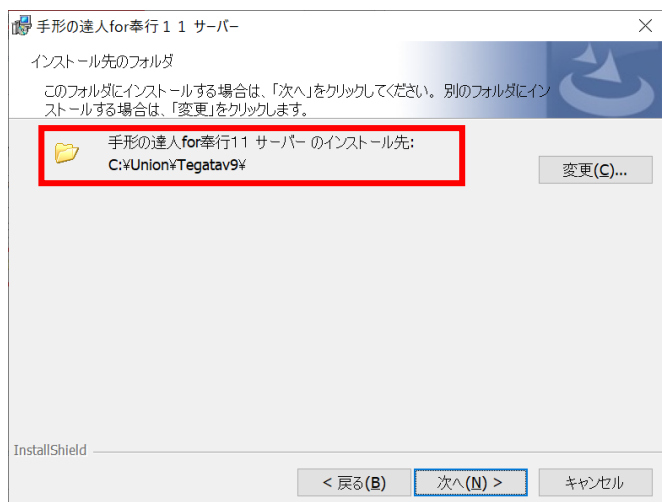 手形の達人for奉行１１ サーバー
インストール先のフォルダ
このフォルダにインストールする場合は、「次へ」をクリックしてください。別のフォルダにイン
ストールする場合は、「変更」をクリックします。
手形の達人for奉行11 サーバー のインストール先:
C:¥Union¥Tegatav9¥
変更(C)...
InstallShield
< 戻る(B)
次へ(N) >
キャンセル